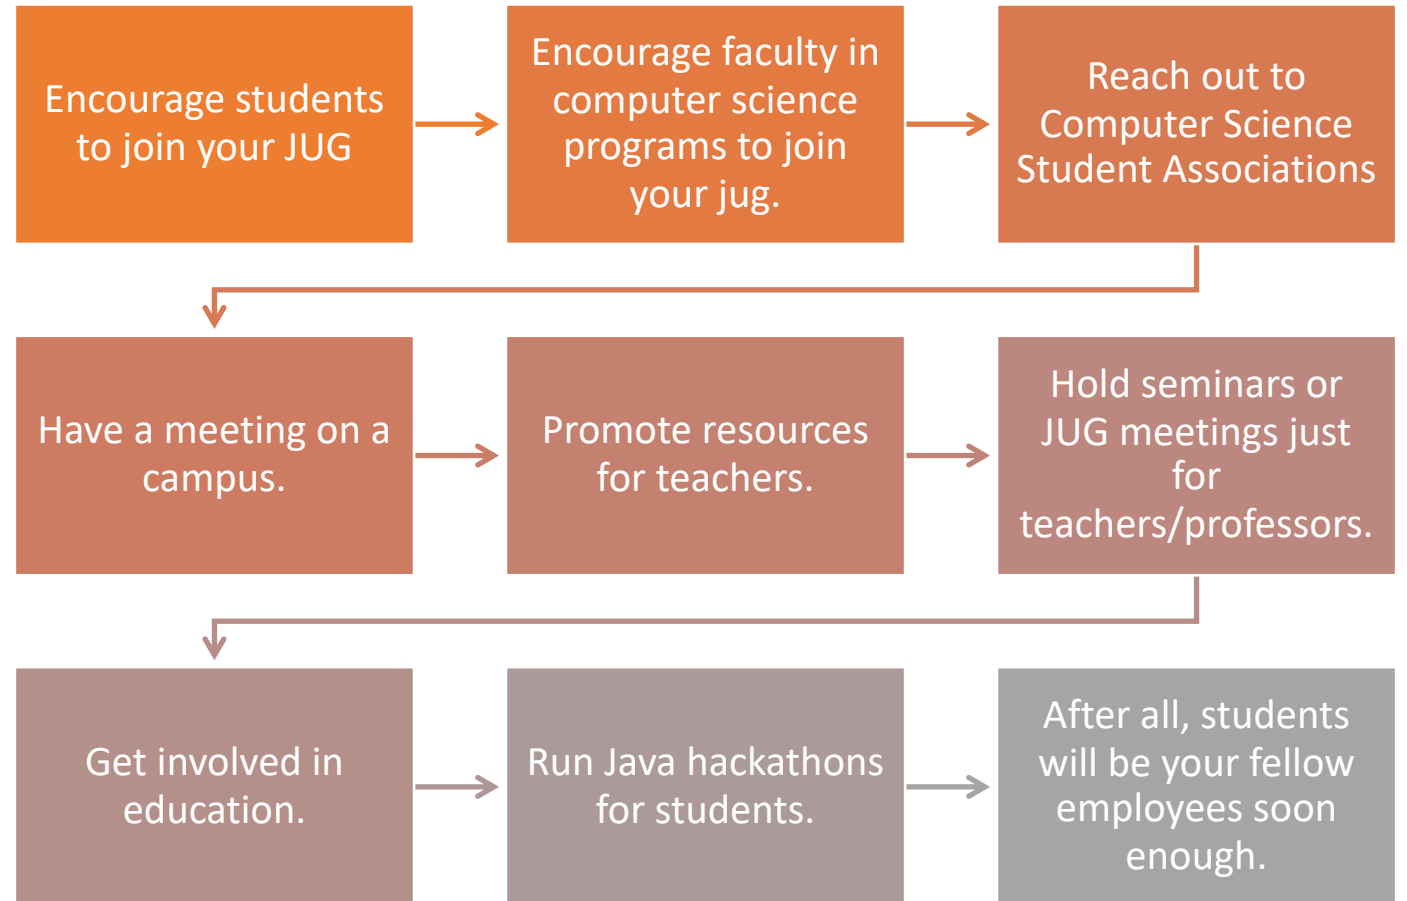 Encourage students
to join your JUG
Encourage faculty in
computer science
programs to join
your jug.
Reach out to
Computer Science
Student Associations
Have a meeting on a
campus.
Promote resources
for teachers.
Hold seminars or
JUG meetings just
for
teachers/professors.
Get involved in
education.
Run Java hackathons
for students.
After all, students
will be your fellow
employees soon
enough.